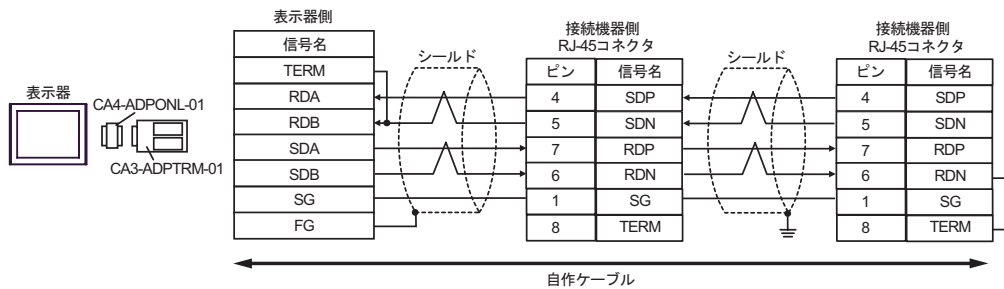 表示器側
信号名
TERM
RDA
RDB
SDA
SDB
SG
FG
表示器
CA4-ADPONL-01
CA3-ADPTRM-01
シールド
接続機器側
RJ-45コネクタ
ピン 信号名
4 SDP
5 SDN
7 RDP
6 RDN
1 SG
8 TERM
シールド
接続機器側
RJ-45コネクタ
ピン 信号名
4 SDP
5 SDN
7 RDP
6 RDN
1 SG
8 TERM
自作ケーブル